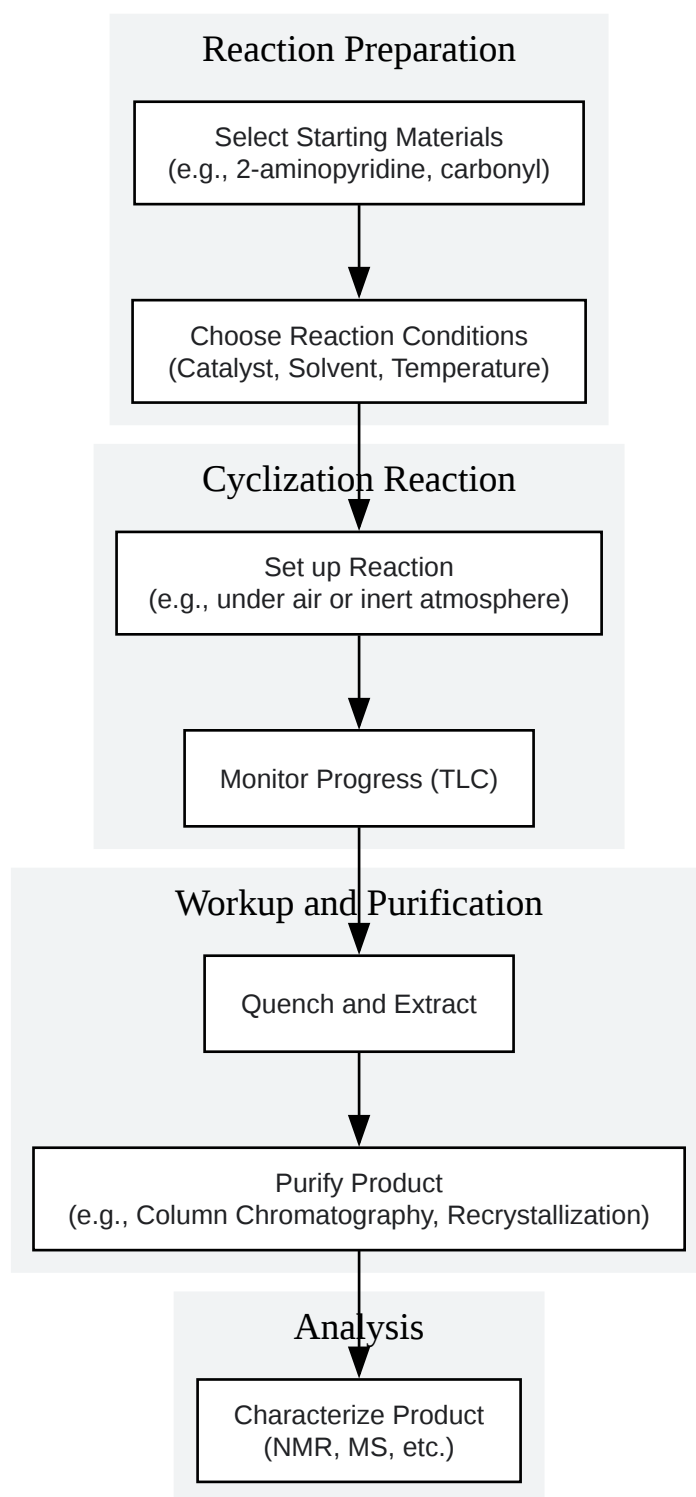 Reaction Preparation
Select Starting Materials
(e.g., 2-aminopyridine, carbonyl)
Choose Reaction Conditions
(Catalyst, Solvent, Temperature)
Cyclization Reaction
Set up Reaction
(e.g., under air or inert atmosphere)
Monitor Progress (TLC)
Workup and Purification
Quench and Extract
Purify Product
(e.g., Column Chromatography, Recrystallization)
Analysis
Characterize Product
(NMR, MS, etc.)